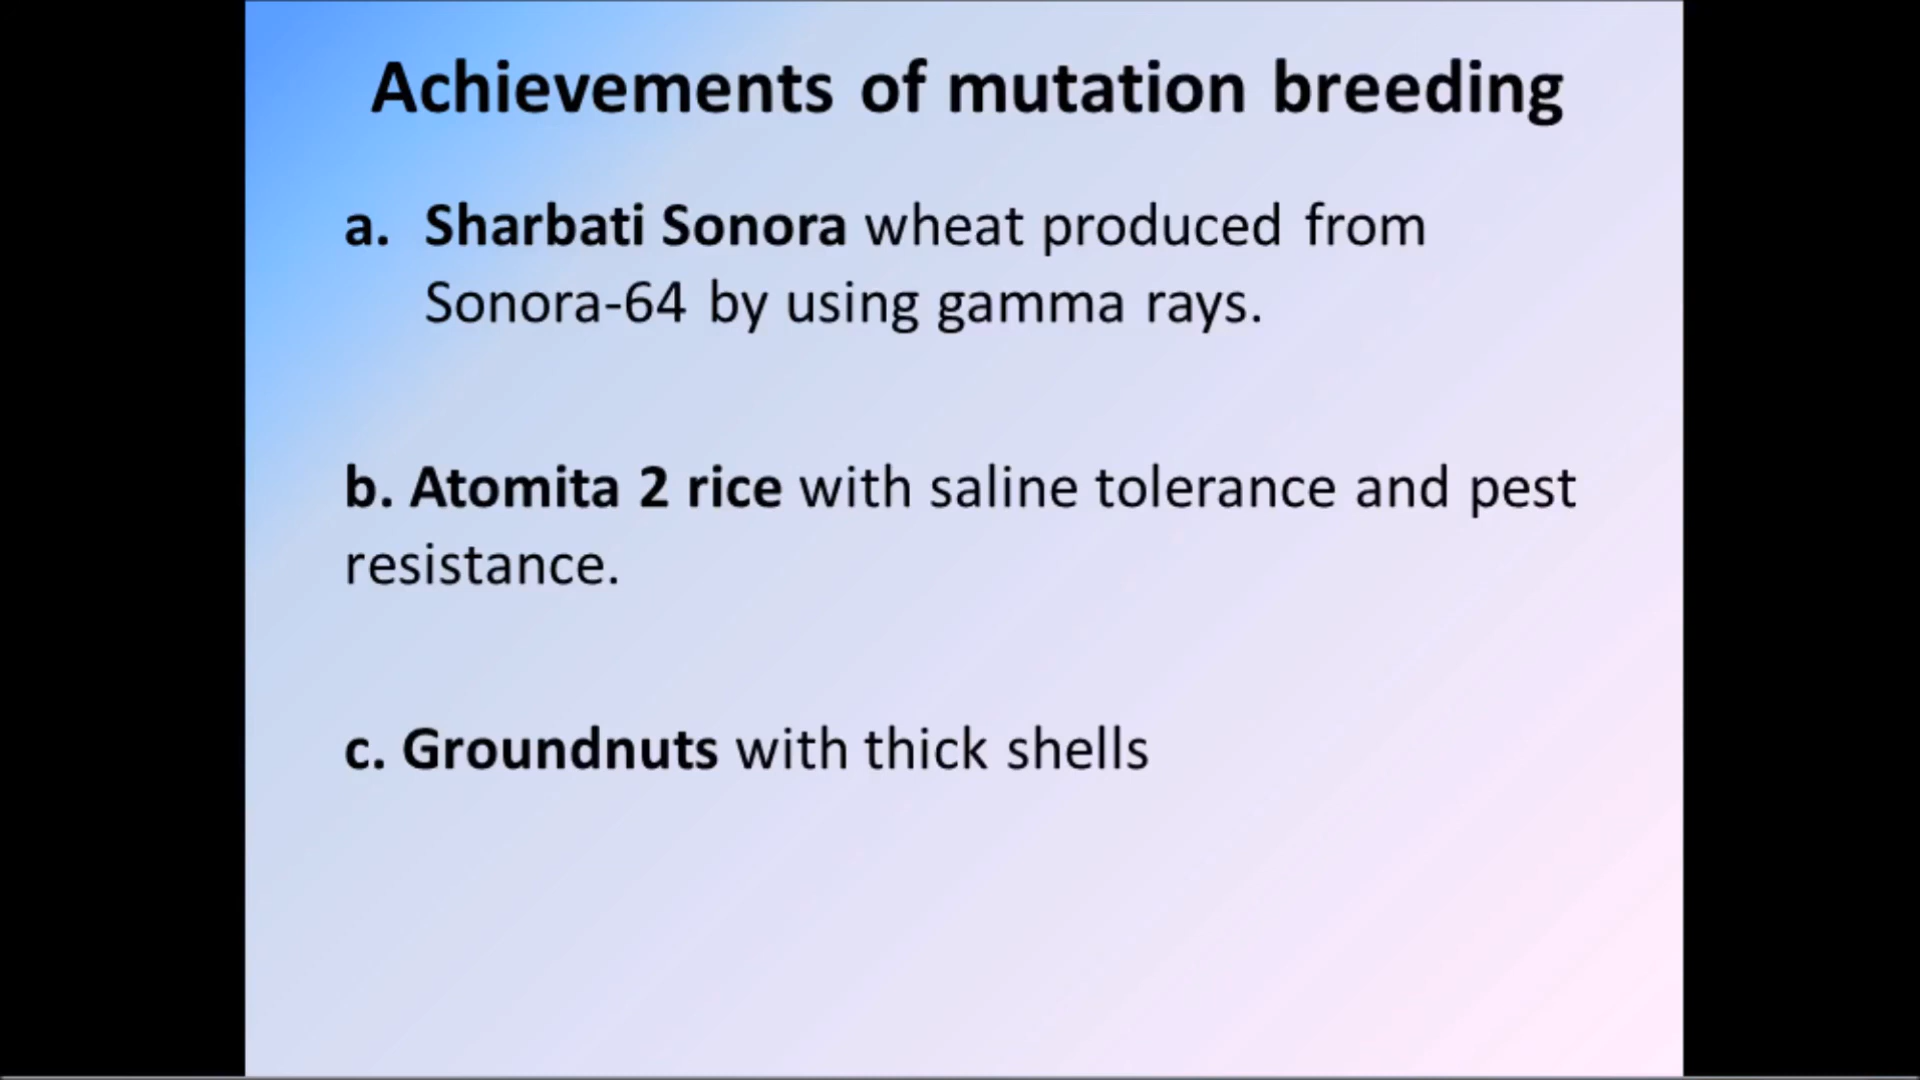 Achievements of mutation breeding
a. Sharbati Sonora wheat produced from
Sonora-64 by using gamma rays.
b. Atomita 2 rice with saline tolerance and pest
resistance.
c. Groundnuts with thick shells